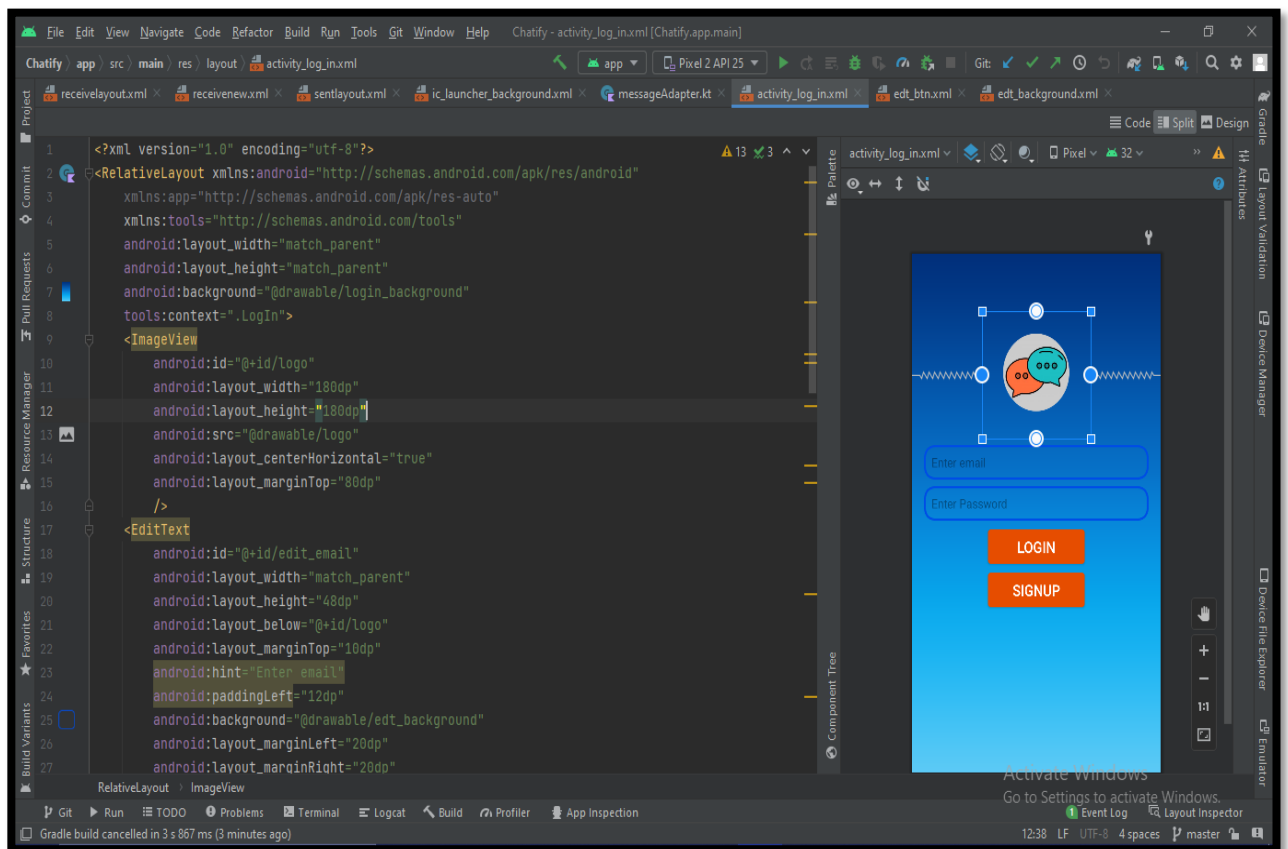 File Edit View Navigate Code Refactor Build Run Tools Git Window Help Chatify - activity_log_in.xml [Chatify.app.main]
Chatify app src main res layout activity_log_in.xml app Pixel 2 API 25 Git:
receivelayout.xml receivenew.xml sentlayout.xml ic_launcher_background.xml messageAdapter.kt activity_log_in.xml edt_btn.xml edt_background.xml
Code Split Design
activity_log_in.xml Pixel 32
13 3
1 <?xml version="1.0" encoding="utf-8"?>
2 <RelativeLayout xmlns:android="http://schemas.android.com/apk/res/android"
3 xmlns:app="http://schemas.android.com/apk/res-auto"
4 xmlns:tools="http://schemas.android.com/tools"
5 android:layout_width="match_parent"
6 android:layout_height="match_parent"
7 android:background="@drawable/login_background"
8 tools:context=".LogIn">
9 <ImageView
10 android:id="@+id/logo"
11 android:layout_width="180dp"
12 android:layout_height="180dp"
13 android:src="@drawable/logo"
14 android:layout_centerHorizontal="true"
15 android:layout_marginTop="80dp"
16 />
17 <EditText
18 android:id="@+id/edit_email"
19 android:layout_width="match_parent"
20 android:layout_height="48dp"
21 android:layout_below="@+id/logo"
22 android:layout_marginTop="10dp"
23 android:hint="Enter email"
24 android:paddingLeft="12dp"
25 android:background="@drawable/edt_background"
26 android:layout_marginLeft="20dp"
27 android:layout_marginRight="20dp"
RelativeLayout ImageView
Enter email
Enter Password
LOGIN
SIGNUP
1:1
Project
Commit
Pull Requests
Resource Manager
Structure
Favorites
Build Variants
Palette
Component Tree
Attributes
Gradle
Layout Validation
Device Manager
Device File Explorer
Emulator
Activate Windows
Go to Settings to activate Windows.
Git Run TODO Problems Terminal Logcat Build Profiler App Inspection 1 Event Log Layout Inspector
Gradle build cancelled in 3 s 867 ms (3 minutes ago) 12:38 LF UTF-8 4 spaces master